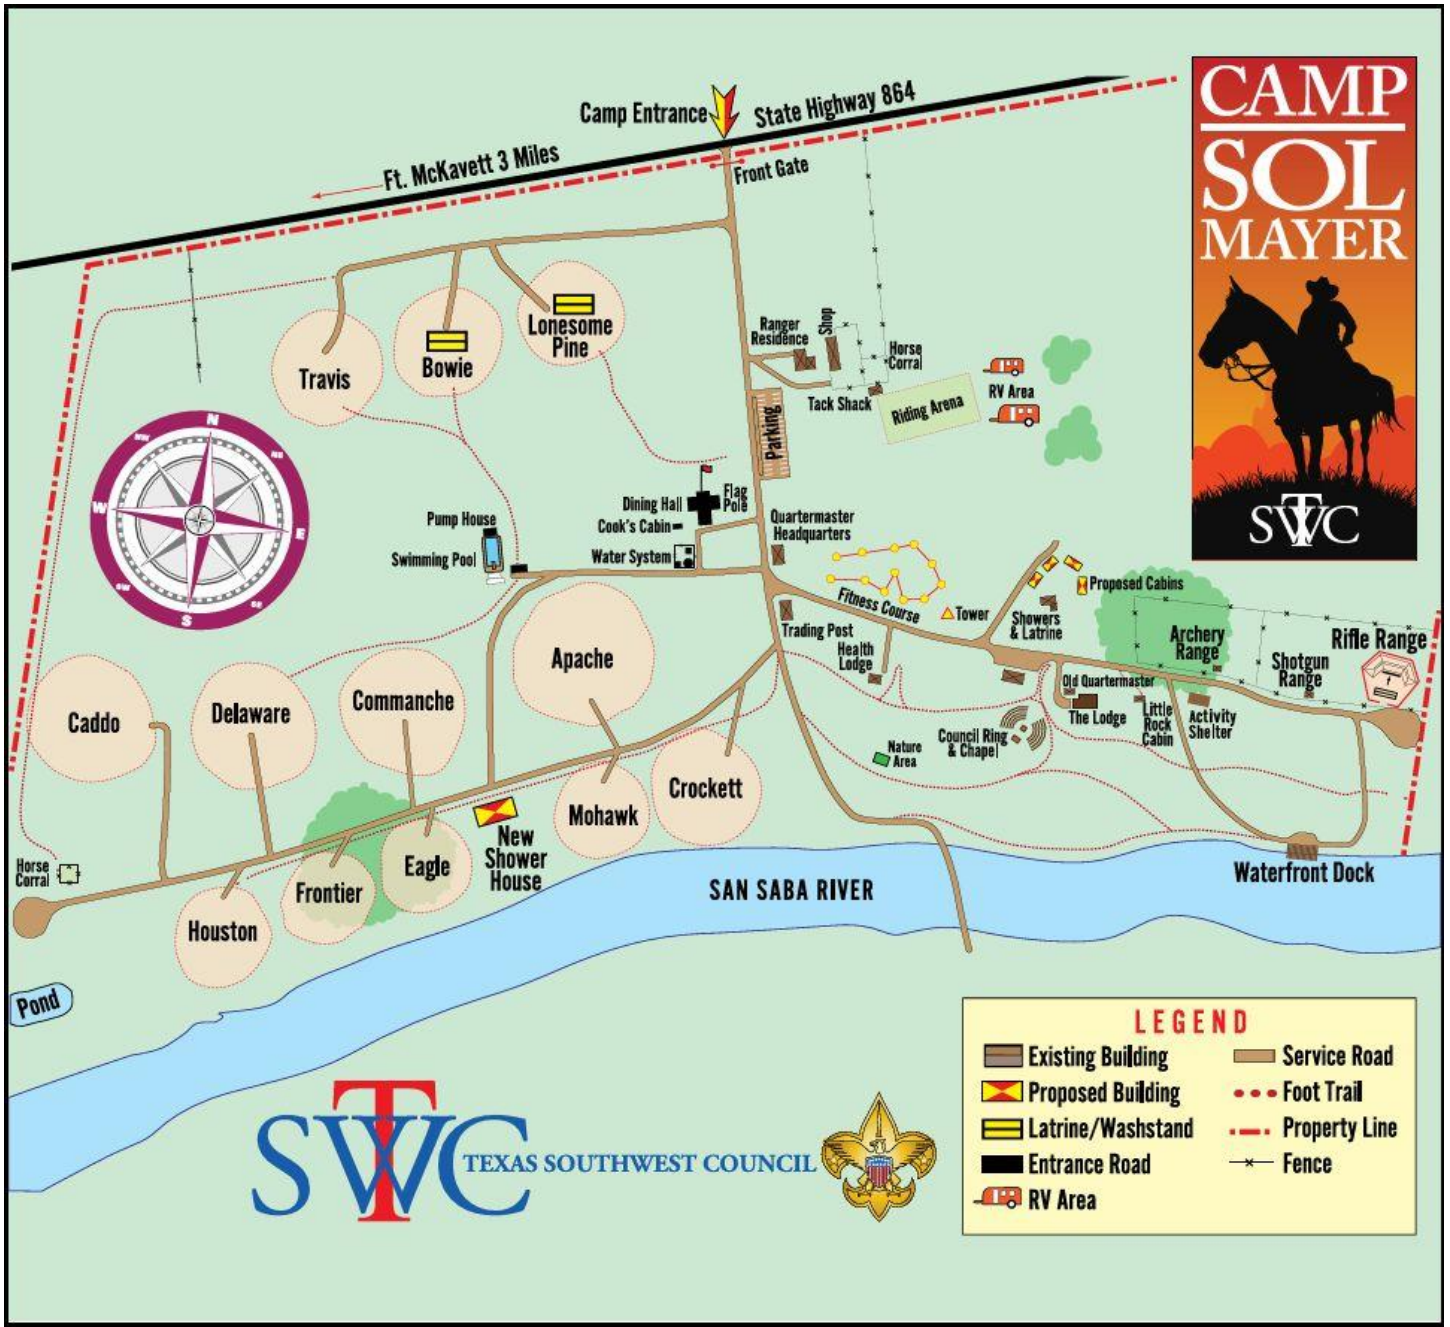 CAMP
SOL
MAYER
SWTC
Camp Entrance
State Highway 864
Ft. McKavett 3 Miles
Front Gate
Travis
Bowie
Lonesome
Pine
Ranger
Residence
Shop
Horse
Corral
Tack Shack
Riding Arena
RV Area
Parking
N
NE
E
SE
S
SW
W
NW
Dining Hall
Flag
Pole
Cook's Cabin
Water System
Pump House
Swimming Pool
Quartermaster
Headquarters
Fitness Course
Tower
Trading Post
Health
Lodge
Showers
& Latrine
Proposed Cabins
Archery
Range
Shotgun
Range
Rifle Range
Old Quartermaster
The Lodge
Little
Rock
Cabin
Activity
Shelter
Council Ring
& Chapel
Nature
Area
Apache
Commanche
Delaware
Caddo
Crockett
Mohawk
New
Shower
House
Eagle
Frontier
Houston
Horse
Corral
Pond
SAN SABA RIVER
Waterfront Dock
LEGEND
Existing Building
Proposed Building
Latrine/Washstand
Entrance Road
RV Area
Service Road
Foot Trail
Property Line
Fence
SWTC
TEXAS SOUTHWEST COUNCIL